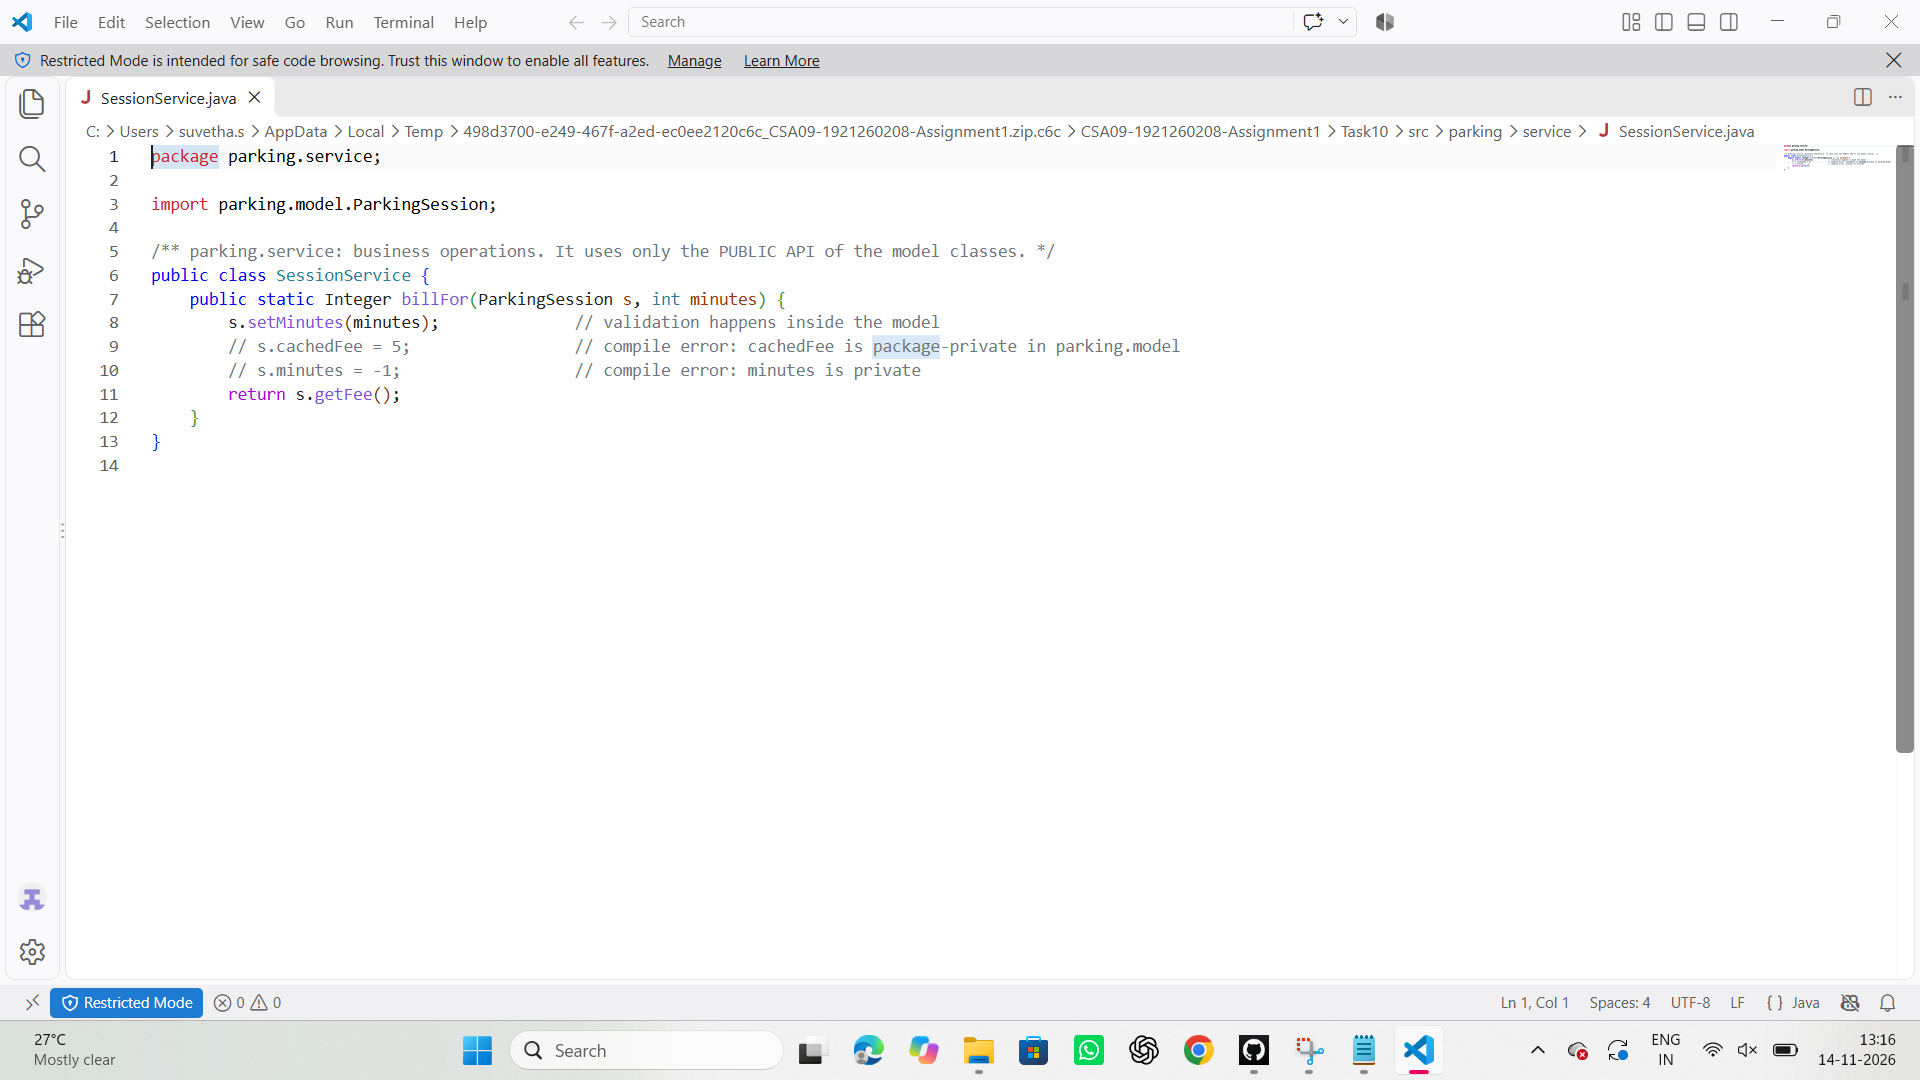 File Edit Selection View Go Run Terminal Help Search
Restricted Mode is intended for safe code browsing. Trust this window to enable all features. Manage Learn More
J SessionService.java
C: > Users > suvetha.s > AppData > Local > Temp > 498d3700-e249-467f-a2ed-ec0ee2120c6c_CSA09-1921260208-Assignment1.zip.c6c > CSA09-1921260208-Assignment1 > Task10 > src > parking > service > J SessionService.java
1 package parking.service;
2
3 import parking.model.ParkingSession;
4
5 /** parking.service: business operations. It uses only the PUBLIC API of the model classes. */
6 public class SessionService {
7     public static Integer billFor(ParkingSession s, int minutes) {
8         s.setMinutes(minutes);              // validation happens inside the model
9         // s.cachedFee = 5;                 // compile error: cachedFee is package-private in parking.model
10         // s.minutes = -1;                  // compile error: minutes is private
11         return s.getFee();
12     }
13 }
14
Restricted Mode 0 0 Ln 1, Col 1 Spaces: 4 UTF-8 LF { } Java
27°C
Mostly clear
Search
ENG
IN
13:16
14-11-2026